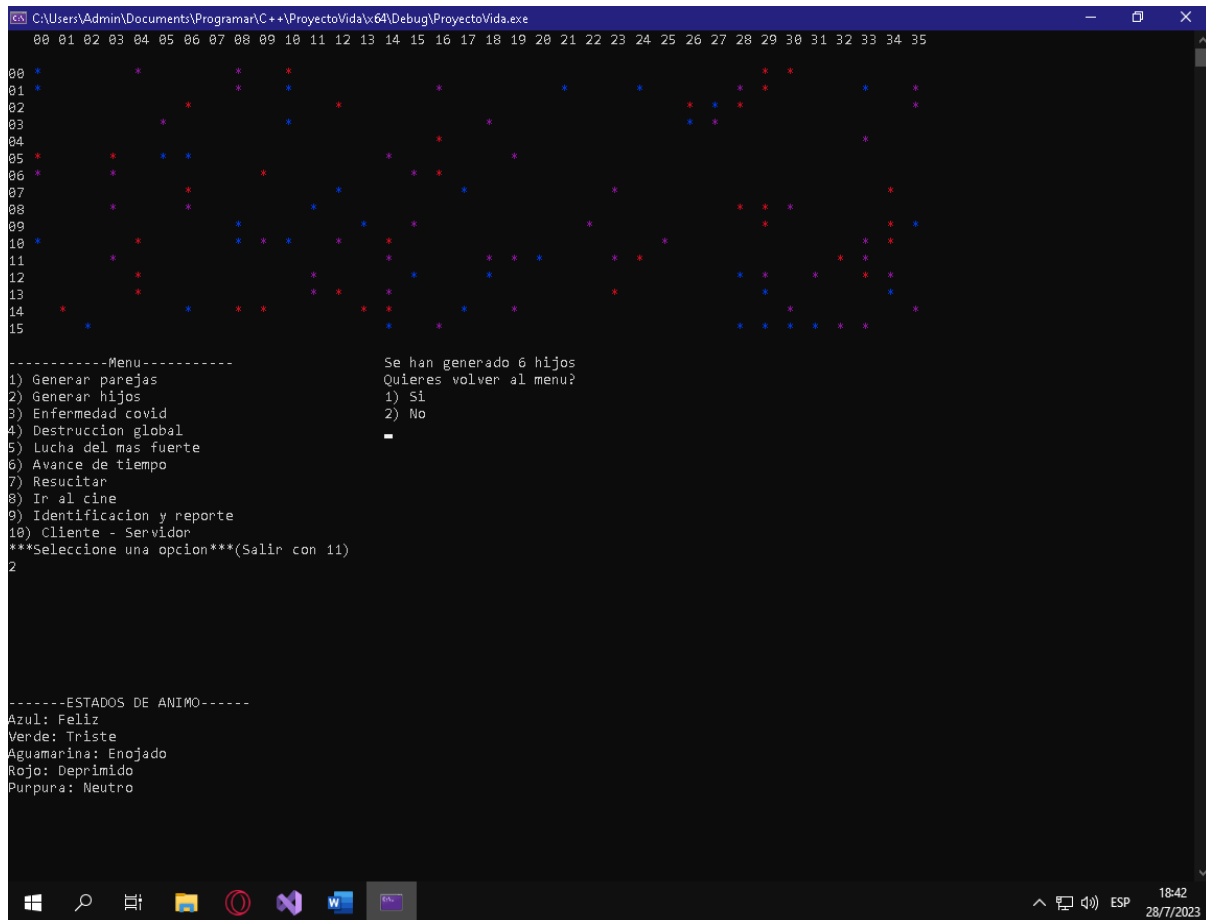 C:\Users\Admin\Documents\Programar\C++\ProyectoVida\x64\Debug\ProyectoVida.exe
00 01 02 03 04 05 06 07 08 09 10 11 12 13 14 15 16 17 18 19 20 21 22 23 24 25 26 27 28 29 30 31 32 33 34 35
00 * * * * * *
01 * * * * * * * * * *
02 * * * * * *
03 * * * * *
04 * *
05 * * * * * *
06 * * * * *
07 * * * * *
08 * * * * * *
09 * * * * * * *
10 * * * * * * * * * *
11 * * * * * * * * * *
12 * * * * * * * * *
13 * * * * * * *
14 * * * * * * * * * *
15 * * * * * * * * *
------------Menu-----------
1) Generar parejas
2) Generar hijos
3) Enfermedad covid
4) Destruccion global
5) Lucha del mas fuerte
6) Avance de tiempo
7) Resucitar
8) Ir al cine
9) Identificacion y reporte
10) Cliente - Servidor
***Seleccione una opcion***(Salir con 11)
2
Se han generado 6 hijos
Quieres volver al menu?
1) Si
2) No
-------ESTADOS DE ANIMO------
Azul: Feliz
Verde: Triste
Aguamarina: Enojado
Rojo: Deprimido
Purpura: Neutro
ESP
18:42
28/7/2023